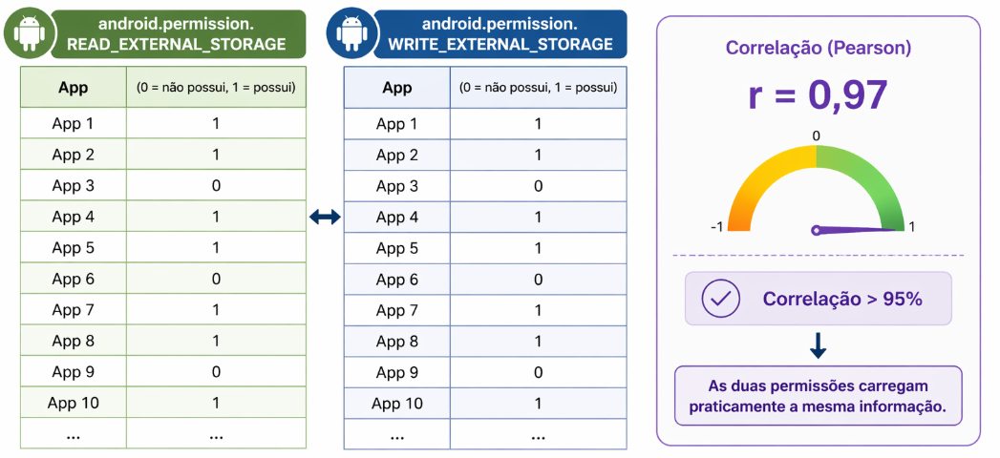 android.permission.
READ_EXTERNAL_STORAGE
App (0 = não possui, 1 = possui)
App 1 1
App 2 1
App 3 0
App 4 1
App 5 1
App 6 0
App 7 1
App 8 1
App 9 0
App 10 1
... ...
android.permission.
WRITE_EXTERNAL_STORAGE
App (0 = não possui, 1 = possui)
App 1 1
App 2 1
App 3 0
App 4 1
App 5 1
App 6 0
App 7 1
App 8 1
App 9 0
App 10 1
... ...
Correlação (Pearson)
r = 0,97
0
-1 1
Correlação > 95%
As duas permissões carregam
praticamente a mesma informação.